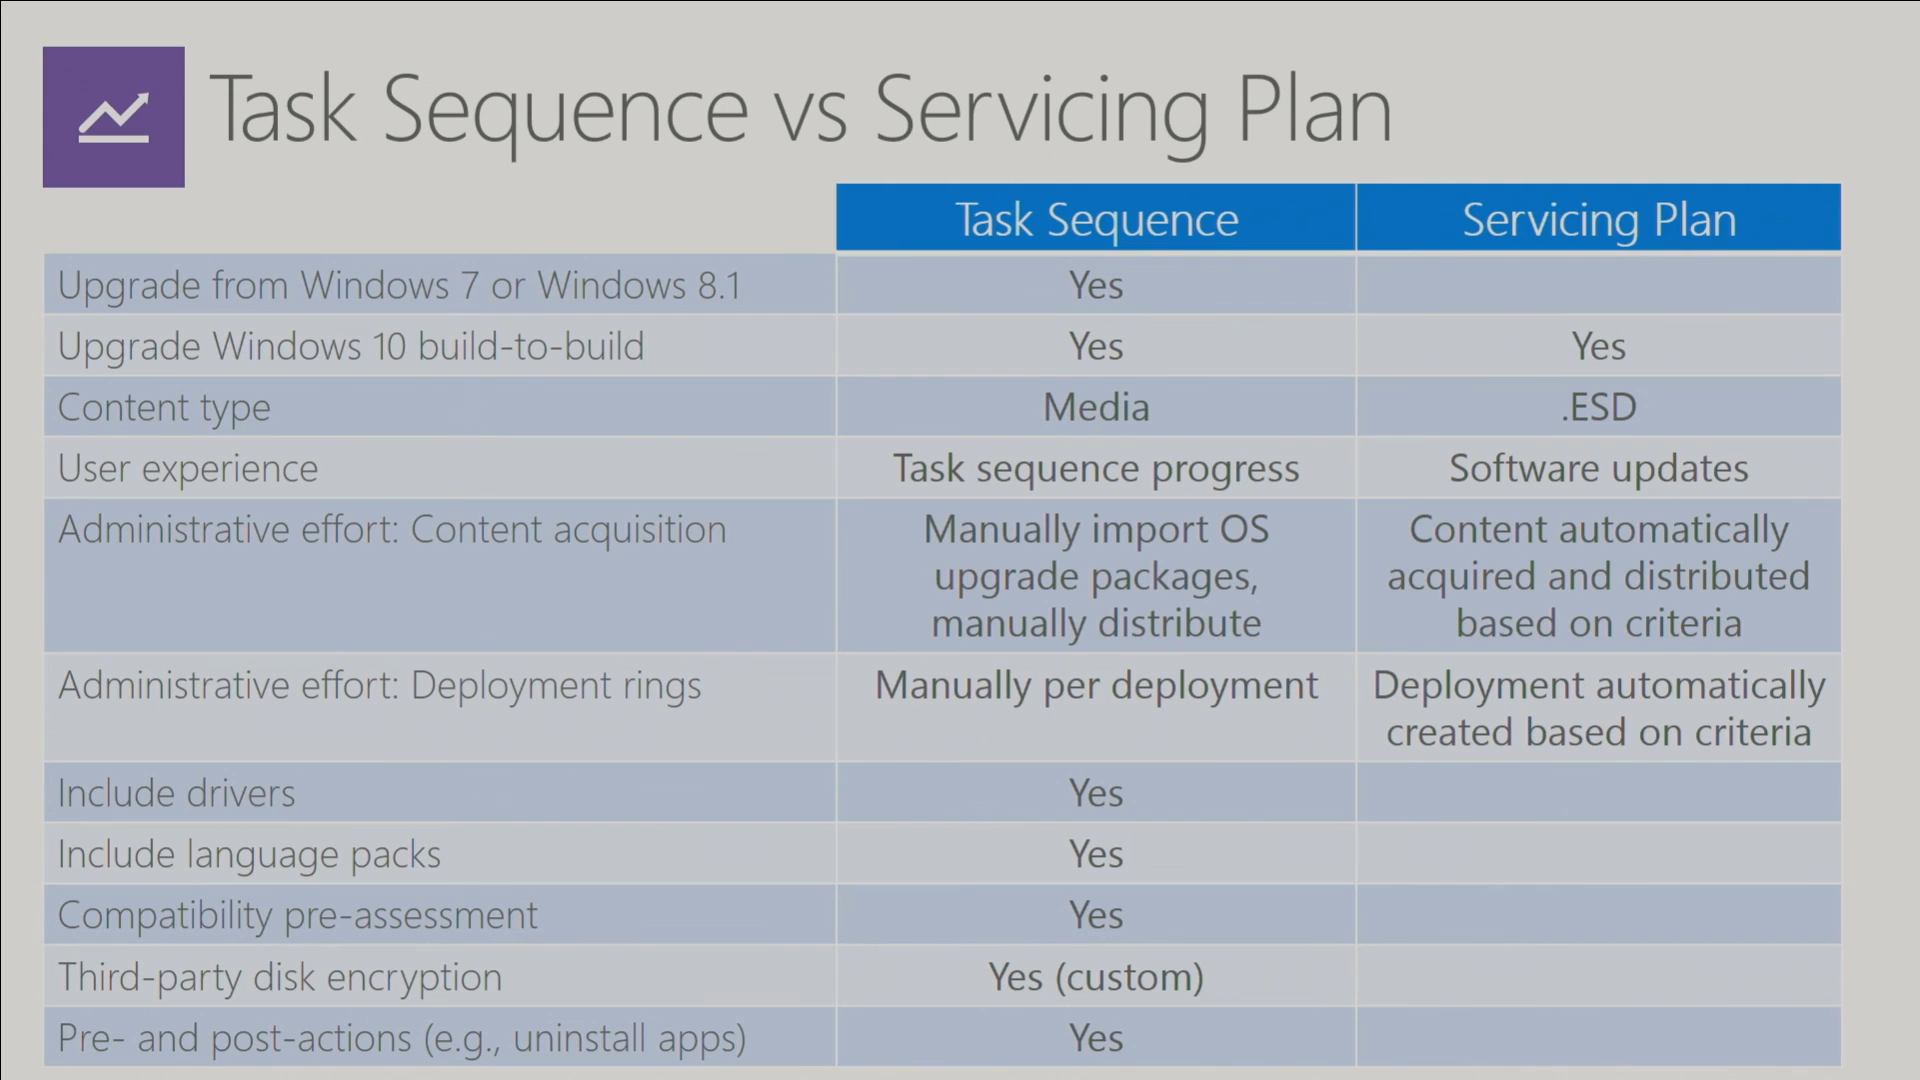 Task Sequence vs Servicing Plan
Task Sequence Servicing Plan
Upgrade from Windows 7 or Windows 8.1 Yes
Upgrade Windows 10 build-to-build Yes Yes
Content type Media .ESD
User experience Task sequence progress Software updates
Administrative effort: Content acquisition Manually import OS Content automatically
upgrade packages, acquired and distributed
manually distribute based on criteria
Administrative effort: Deployment rings Manually per deployment Deployment automatically
created based on criteria
Include drivers Yes
Include language packs Yes
Compatibility pre-assessment Yes
Third-party disk encryption Yes (custom)
Pre- and post-actions (e.g., uninstall apps) Yes